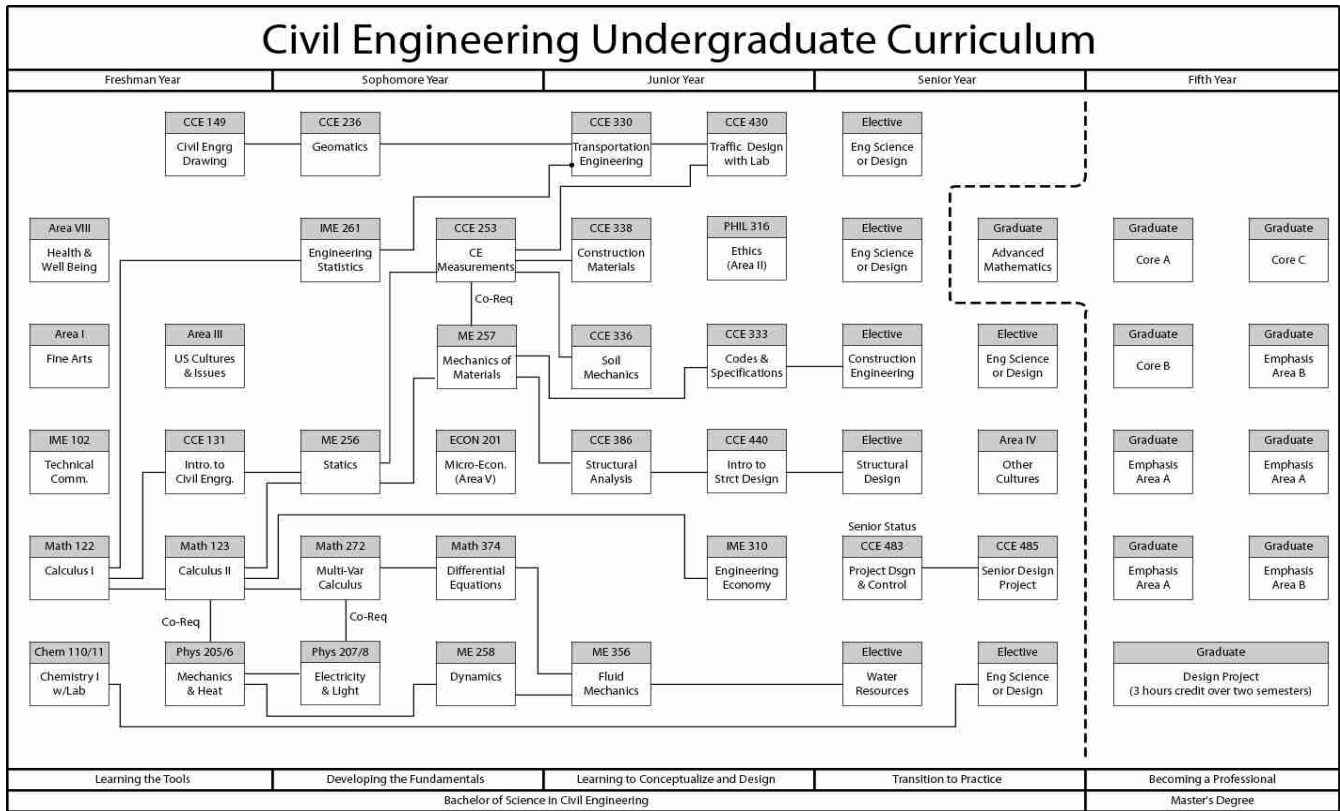 Civil Engineering Undergraduate Curriculum
Freshman Year
Sophomore Year
Junior Year
Senior Year
Fifth Year
CCE 149
Civil Engrg
Drawing
CCE 236
Geomatics
CCE 330
Transportation
Engineering
CCE 430
Traffic Design
with Lab
Elective
Eng Science
or Design
Area VIII
Health &
Well Being
IME 261
Engineering
Statistics
CCE 253
CE
Measurements
CCE 338
Construction
Materials
PHIL 316
Ethics
(Area II)
Elective
Eng Science
or Design
Graduate
Advanced
Mathematics
Graduate
Core A
Graduate
Core C
Co-Req
Area I
Fine Arts
Area III
US Cultures
& Issues
ME 257
Mechanics of
Materials
CCE 336
Soil
Mechanics
CCE 333
Codes &
Specifications
Elective
Construction
Engineering
Elective
Eng Science
or Design
Graduate
Core B
Graduate
Emphasis
Area B
IME 102
Technical
Comm.
CCE 131
Intro. to
Civil Engrg.
ME 256
Statics
ECON 201
Micro-Econ.
(Area V)
CCE 386
Structural
Analysis
CCE 440
Intro to
Strct Design
Elective
Structural
Design
Area IV
Other
Cultures
Graduate
Emphasis
Area A
Graduate
Emphasis
Area A
Senior Status
Math 122
Calculus I
Math 123
Calculus II
Math 272
Multi-Var
Calculus
Math 374
Differential
Equations
IME 310
Engineering
Economy
CCE 483
Project Dsgn
& Control
CCE 485
Senior Design
Project
Graduate
Emphasis
Area A
Graduate
Emphasis
Area B
Co-Req
Co-Req
Chem 110/11
Chemistry I
w/Lab
Phys 205/6
Mechanics
& Heat
Phys 207/8
Electricity
& Light
ME 258
Dynamics
ME 356
Fluid
Mechanics
Elective
Water
Resources
Elective
Eng Science
or Design
Graduate
Design Project
(3 hours credit over two semesters)
Learning the Tools
Developing the Fundamentals
Learning to Conceptualize and Design
Transition to Practice
Becoming a Professional
Bachelor of Science in Civil Engineering
Master's Degree